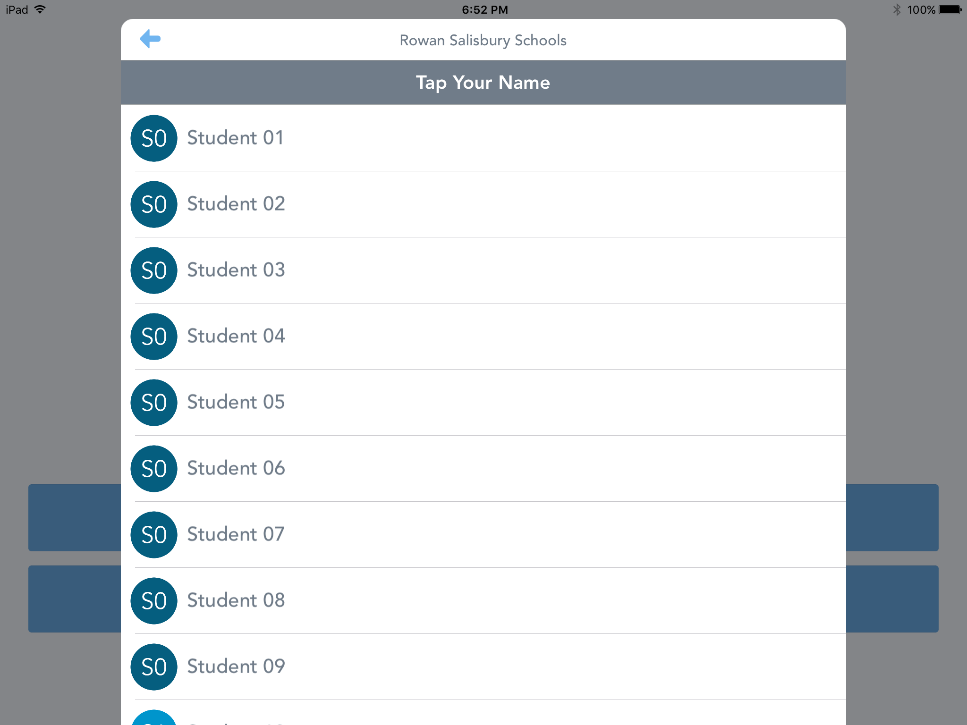 iPad 6:52 PM 100%
Rowan Salisbury Schools
Tap Your Name
S0 Student 01
S0 Student 02
S0 Student 03
S0 Student 04
S0 Student 05
S0 Student 06
S0 Student 07
S0 Student 08
S0 Student 09